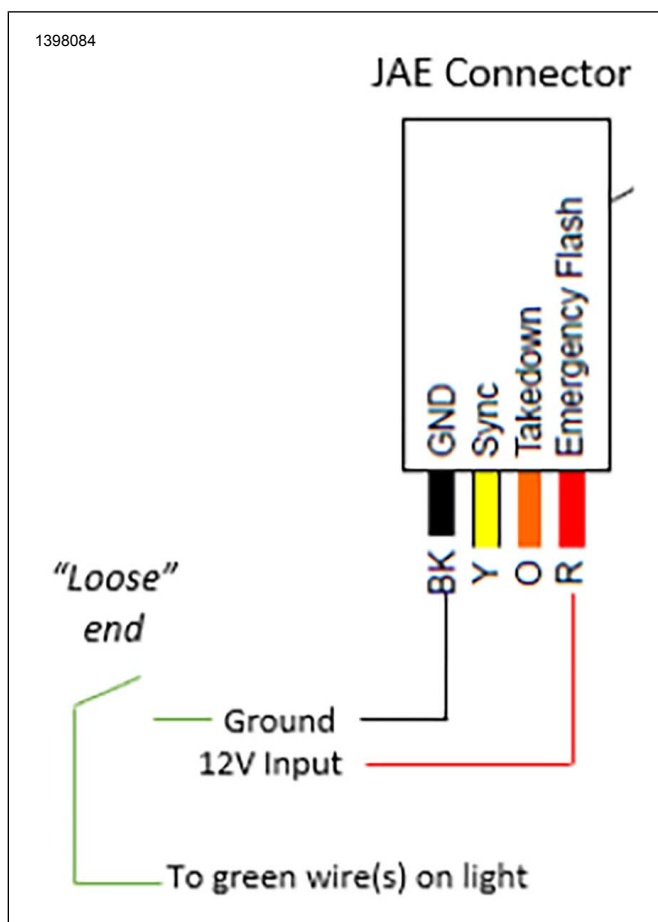 1398084
JAE Connector
GND
Sync
Takedown
Emergency Flash
BK
Y
O
R
“Loose”
end
Ground
12V Input
To green wire(s) on light